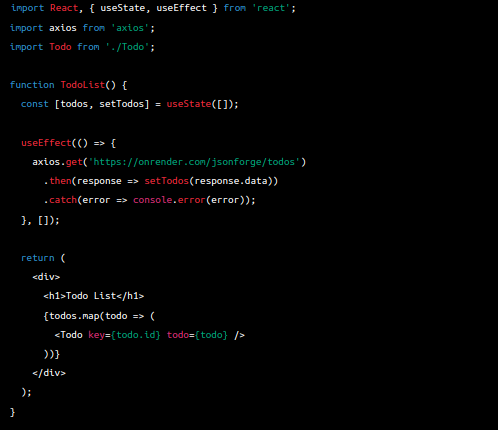 import React, { useState, useEffect } from 'react';
import axios from 'axios';
import Todo from './Todo';

function TodoList() {
  const [todos, setTodos] = useState([]);

  useEffect(() => {
    axios.get('https://onrender.com/jsonforge/todos')
      .then(response => setTodos(response.data))
      .catch(error => console.error(error));
  }, []);

  return (
    <div>
      <h1>Todo List</h1>
      {todos.map(todo => (
        <Todo key={todo.id} todo={todo} />
      ))}
    </div>
  );
}